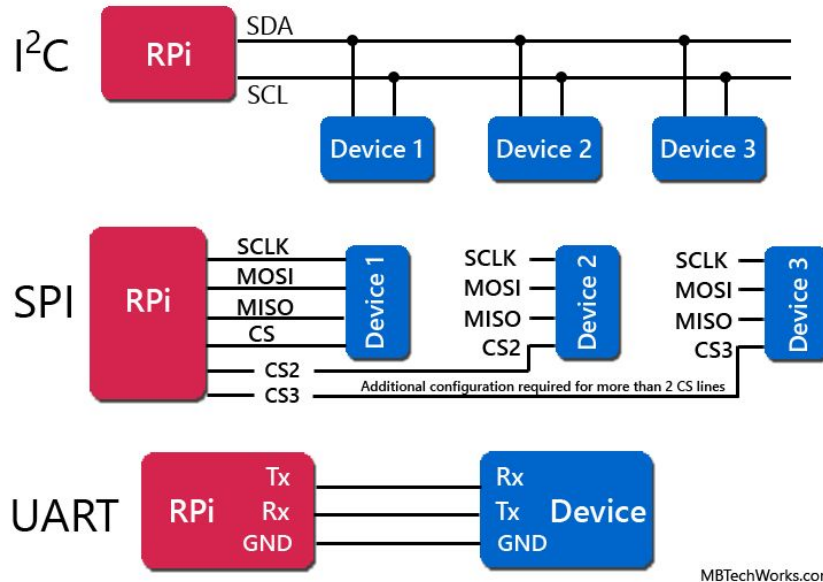 I²C
RPi
SDA
SCL
Device 1
Device 2
Device 3
SPI
RPi
SCLK
MOSI
MISO
CS
CS2
CS3
Device 1
SCLK
MOSI
MISO
CS2
Device 2
SCLK
MOSI
MISO
CS3
Device 3
Additional configuration required for more than 2 CS lines
UART
RPi
Tx
Rx
GND
Rx
Tx
GND
Device
MBTechWorks.com